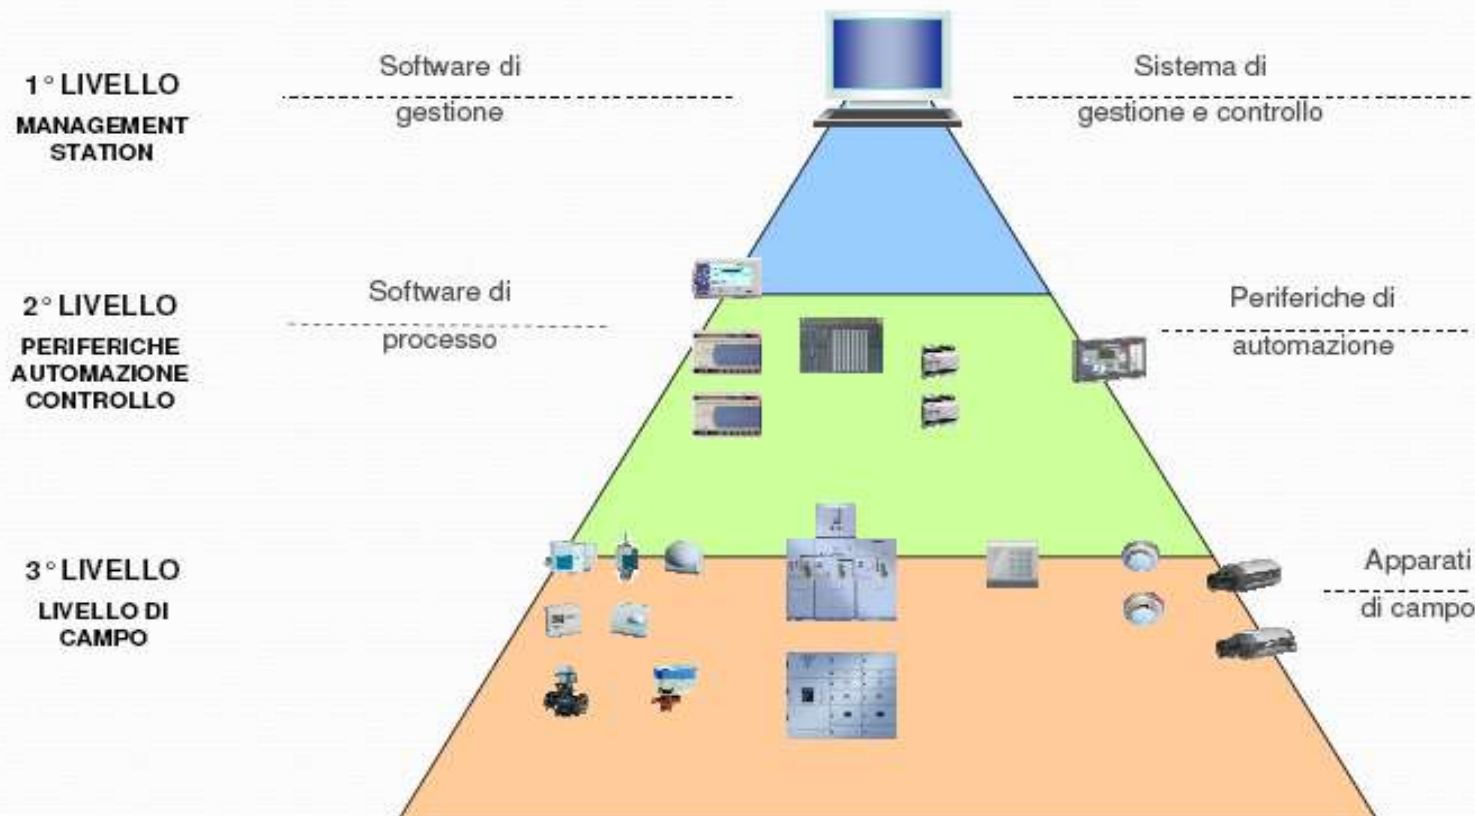 1° LIVELLO
MANAGEMENT
STATION
Software di
gestione
Sistema di
gestione e controllo
2° LIVELLO
PERIFERICHE
AUTOMAZIONE
CONTROLLO
Software di
processo
Periferiche di
automazione
3° LIVELLO
LIVELLO DI
CAMPO
Apparati
di campo